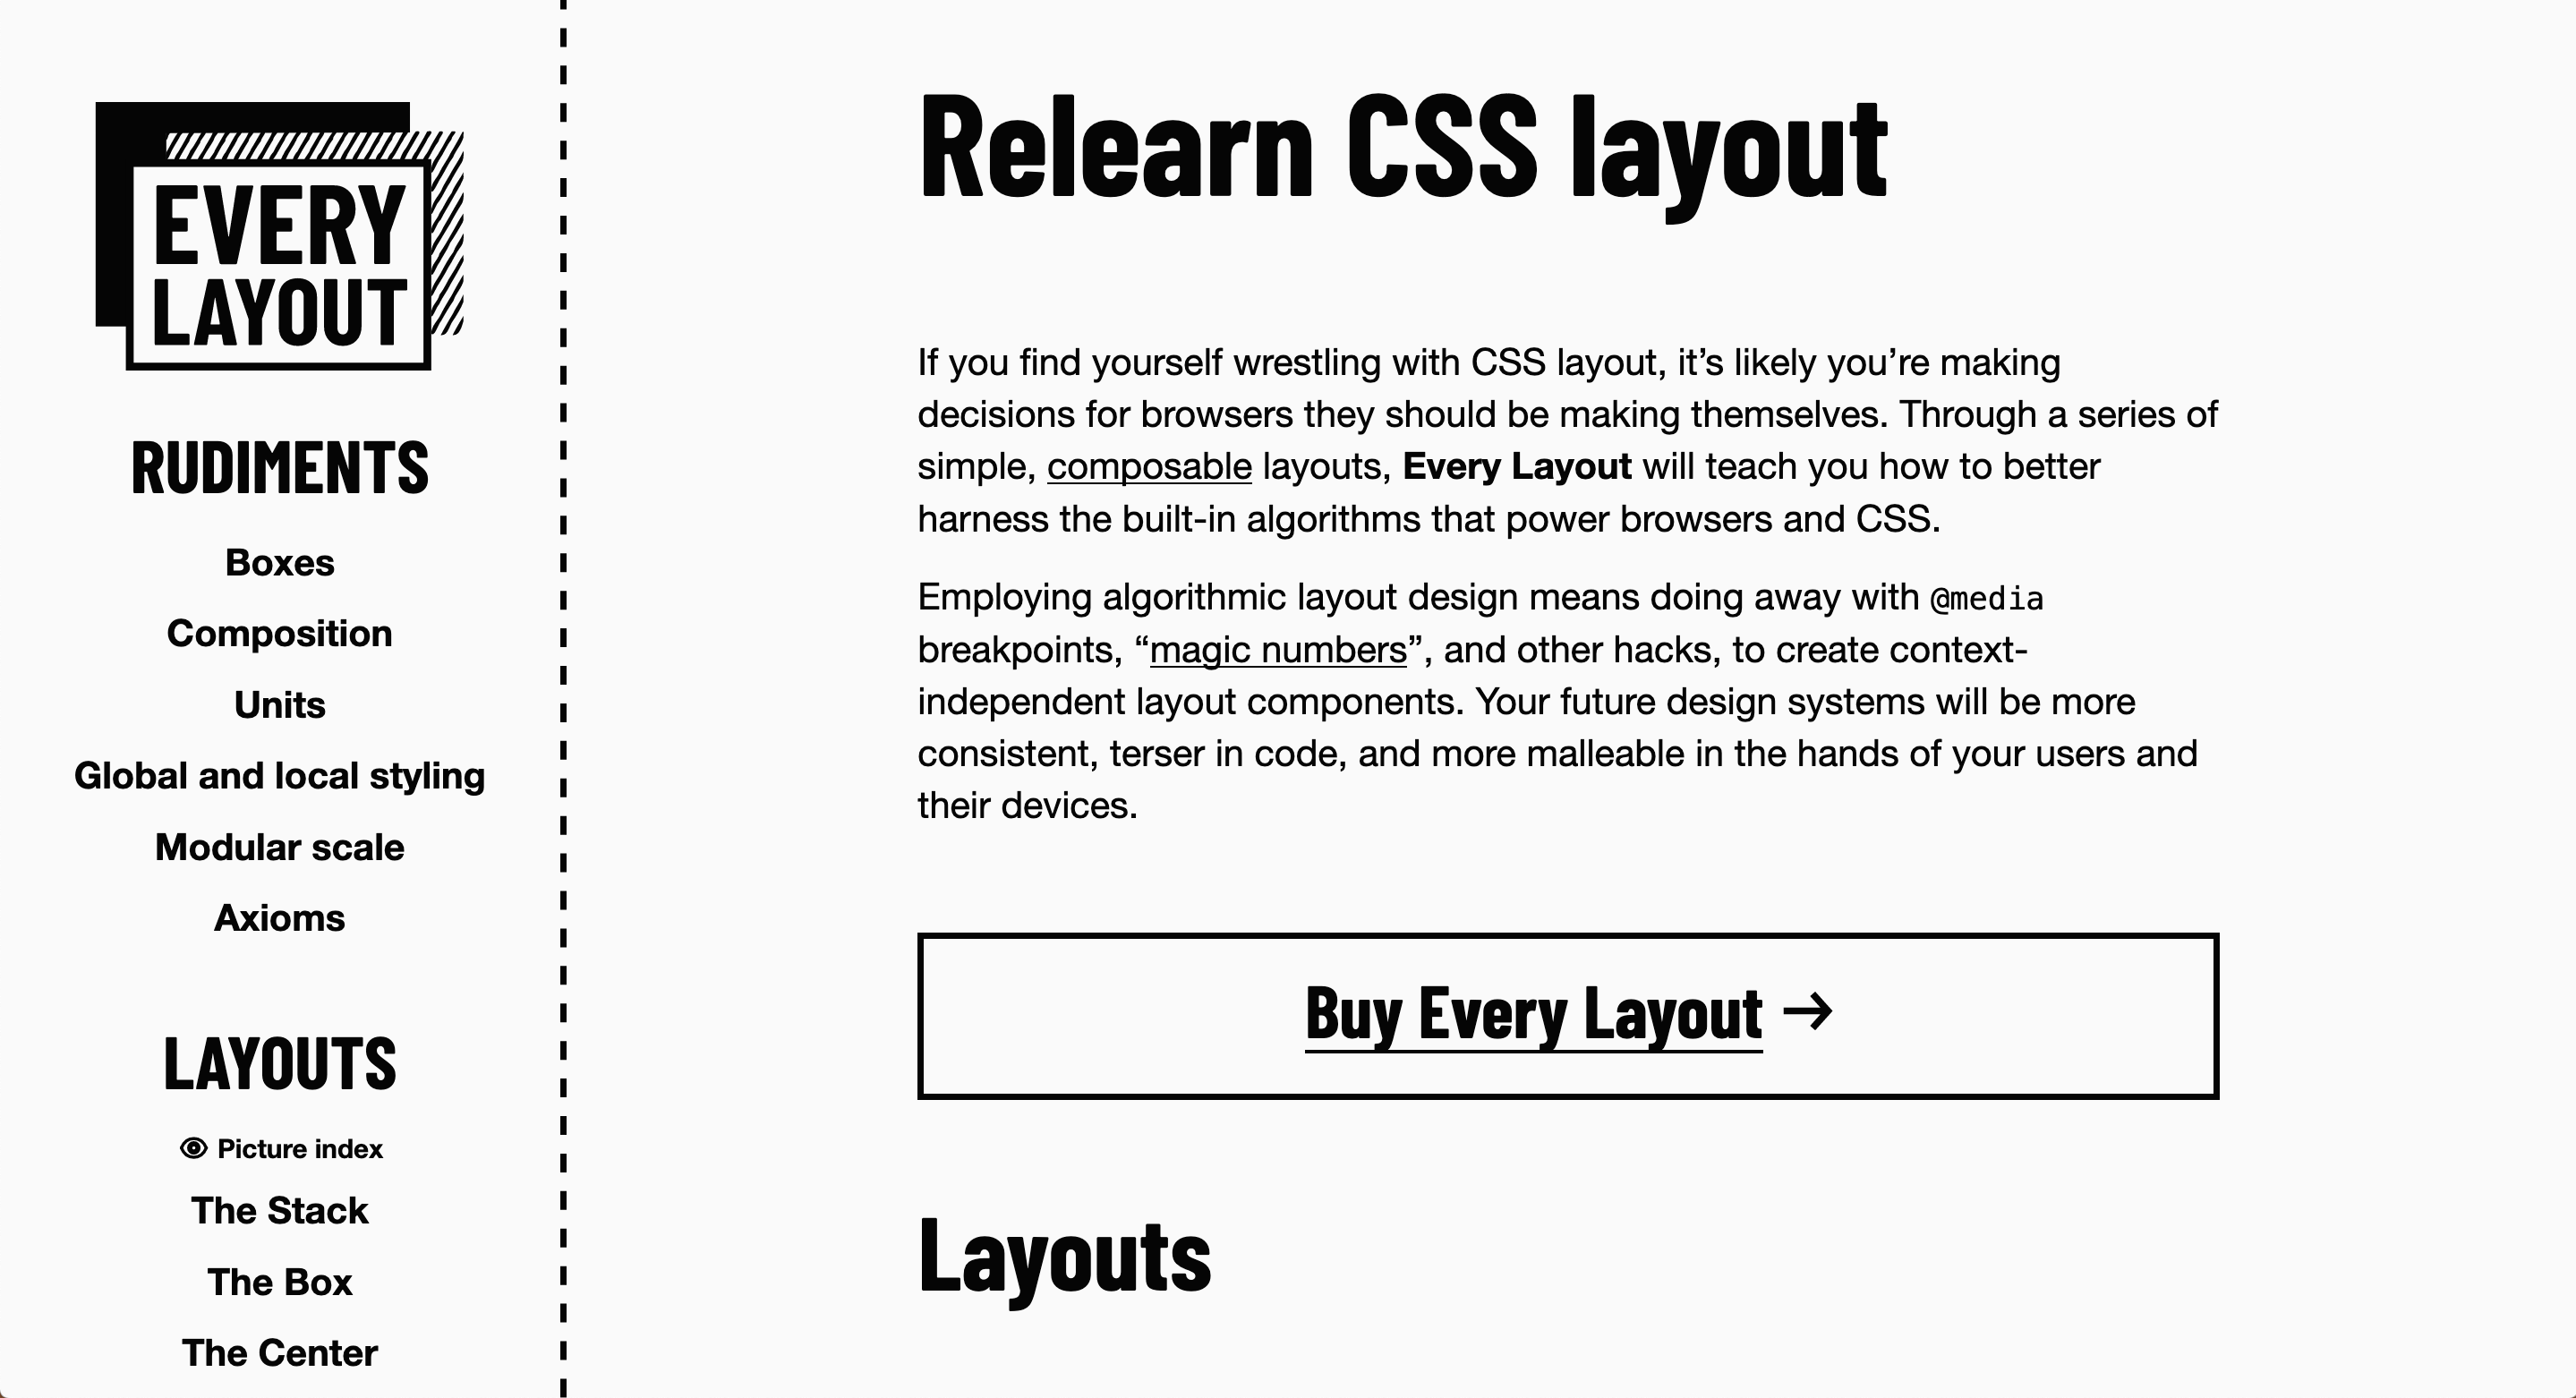 EVERY
LAYOUT
RUDIMENTS
Boxes
Composition
Units
Global and local styling
Modular scale
Axioms
LAYOUTS
Picture index
The Stack
The Box
The Center
Relearn CSS layout
If you find yourself wrestling with CSS layout, it’s likely you’re making
decisions for browsers they should be making themselves. Through a series of
simple, composable layouts, Every Layout will teach you how to better
harness the built-in algorithms that power browsers and CSS.
Employing algorithmic layout design means doing away with @media
breakpoints, “magic numbers”, and other hacks, to create context-
independent layout components. Your future design systems will be more
consistent, terser in code, and more malleable in the hands of your users and
their devices.
Buy Every Layout →
Layouts